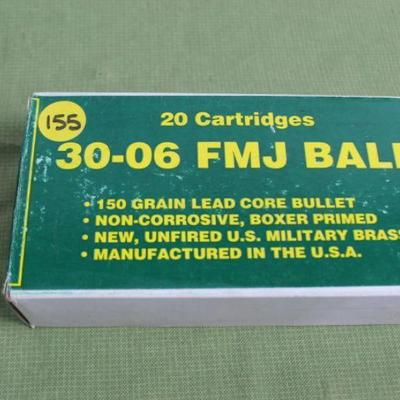 155
20 Cartridges
30-06 FMJ BALL
• 150 GRAIN LEAD CORE BULLET
• NON-CORROSIVE, BOXER PRIMED
• NEW, UNFIRED U.S. MILITARY BRASS
• MANUFACTURED IN THE U.S.A.